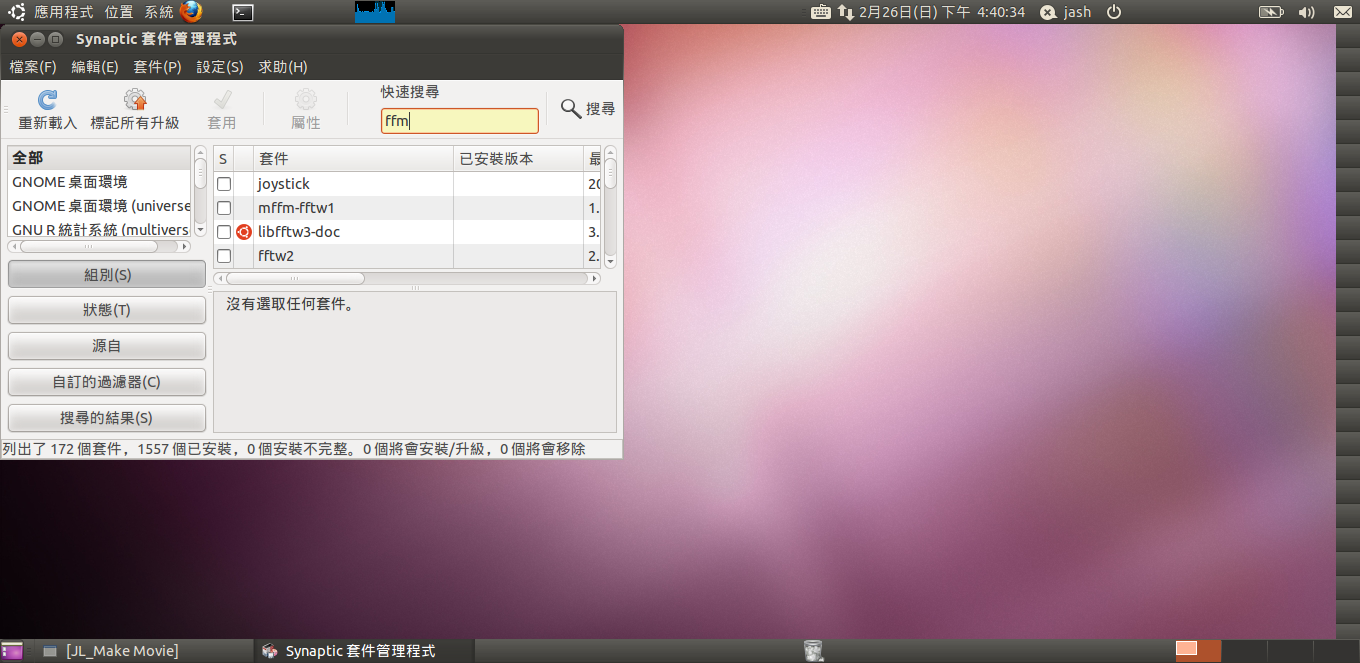 應用程式 位置 系統 2月26日(日) 下午 4:40:34 jash
Synaptic 套件管理程式
檔案(F) 編輯(E) 套件(P) 設定(S) 求助(H)
快速搜尋
重新載入 標記所有升級 套用 屬性 ffm 搜尋
全部
GNOME 桌面環境
GNOME 桌面環境 (universe
GNU R 統計系統 (multivers
S 套件 已安裝版本 最
joystick 20
mffm-fftw1 1.
libfftw3-doc 3.
fftw2 2.
組別(S)
狀態(T)
源自
自訂的過濾器(C)
搜尋的結果(S)
沒有選取任何套件。
列出了 172 個套件，1557 個已安裝，0 個安裝不完整。0 個將會安裝/升級，0 個將會移除
[JL_Make Movie] Synaptic 套件管理程式